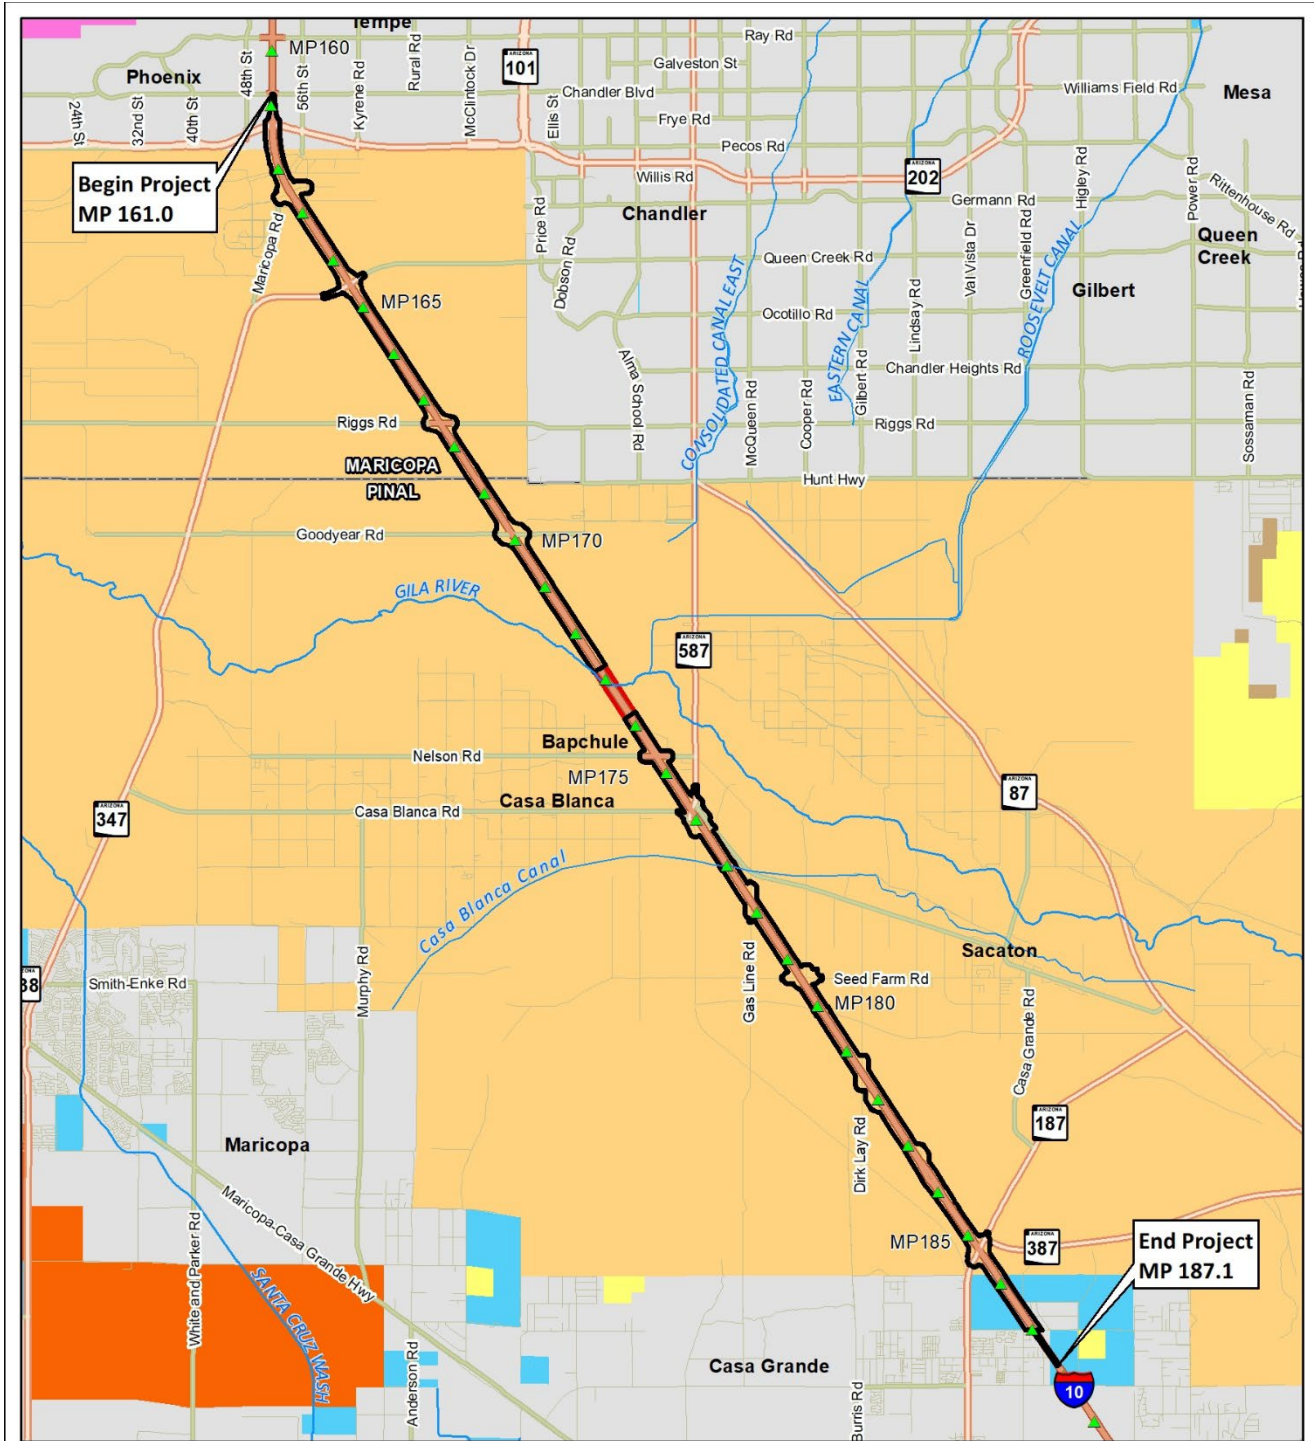 Tempe
MP160
Ray Rd
Phoenix
48th St
56th St
Kyrene Rd
Rural Rd
McClintock Dr
ARIZONA
101
Galveston St
Chandler Blvd
Williams Field Rd
Mesa
24th St
32nd St
40th St
Ellis St
Frye Rd
Pecos Rd
Begin Project
MP 161.0
Willis Rd
ARIZONA
202
Higley Rd
Power Rd
Rittenhouse Rd
Chandler
Germann Rd
Maricopa Rd
Price Rd
Dobson Rd
Val Vista Dr
Greenfield Rd
Queen
Creek
Queen Creek Rd
CONSOLIDATED CANAL EAST
EASTERN CANAL
ROOSEVELT CANAL
Gilbert
MP165
Ocotillo Rd
Lindsay Rd
Alma School Rd
Chandler Heights Rd
Gilbert Rd
McQueen Rd
Cooper Rd
Sossaman Rd
Riggs Rd
Riggs Rd
MARICOPA
PINAL
Hunt Hwy
Goodyear Rd
MP170
GILA RIVER
ARIZONA
587
Bapchule
Nelson Rd
MP175
ARIZONA
87
Casa Blanca
ARIZONA
347
Casa Blanca Rd
Casa Blanca Canal
Murphy Rd
Gas Line Rd
Sacaton
38
Smith-Enke Rd
Seed Farm Rd
MP180
Casa Grande Rd
ARIZONA
187
Maricopa
Dirk Lay Rd
Maricopa-Casa Grande Hwy
White and Parker Rd
MP185
ARIZONA
387
End Project
MP 187.1
SANTA CRUZ WASH
Anderson Rd
Casa Grande
10
Burris Rd